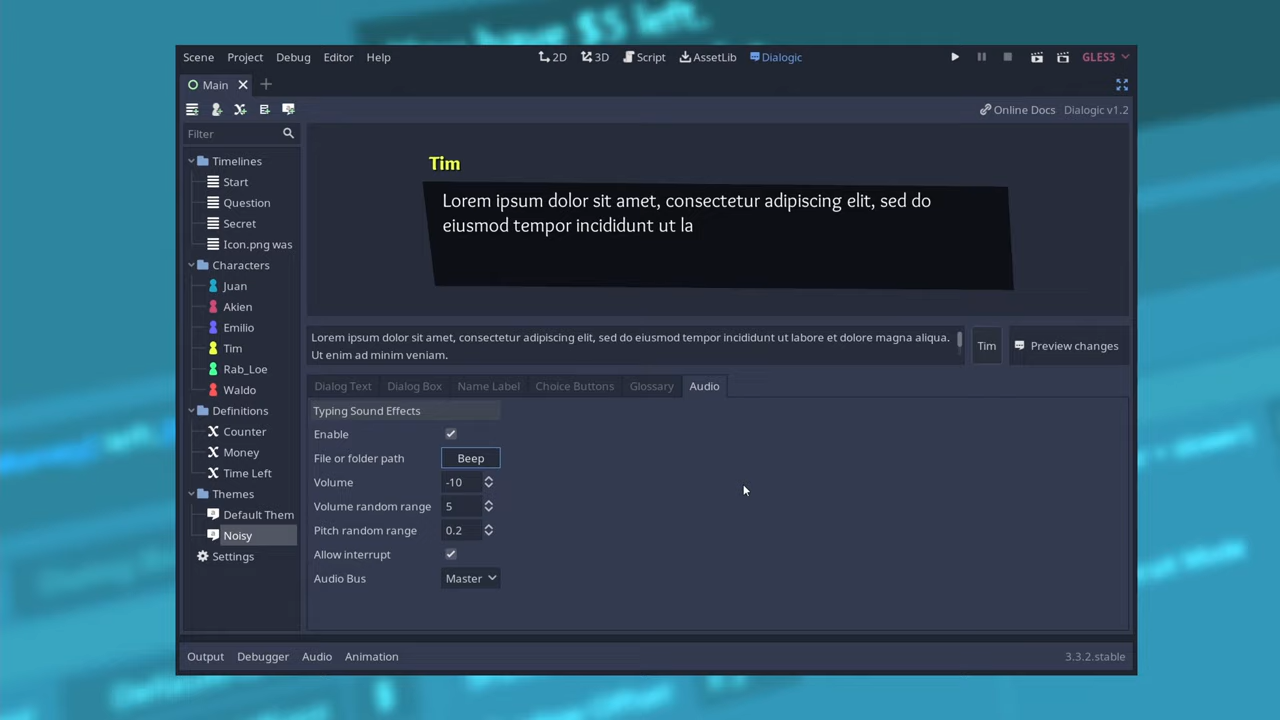 have $5 left.
Scene Project Debug Editor Help 2D 3D Script AssetLib Dialogic GLES3
Main
Online Docs Dialogic v1.2
Filter
Timelines
Start
Question
Secret
Icon.png was
Characters
Juan
Akien
Emilio
Tim
Rab_Loe
Waldo
Definitions
Counter
Money
Time Left
Themes
Default Them
Noisy
Settings
Tim
Lorem ipsum dolor sit amet, consectetur adipiscing elit, sed do
eiusmod tempor incididunt ut la
Lorem ipsum dolor sit amet, consectetur adipiscing elit, sed do eiusmod tempor incididunt ut labore et dolore magna aliqua.
Ut enim ad minim veniam.
Tim Preview changes
Dialog Text Dialog Box Name Label Choice Buttons Glossary Audio
Typing Sound Effects
Enable
File or folder path Beep
Volume -10
Volume random range 5
Pitch random range 0.2
Allow interrupt
Audio Bus Master
Output Debugger Audio Animation 3.3.2.stable